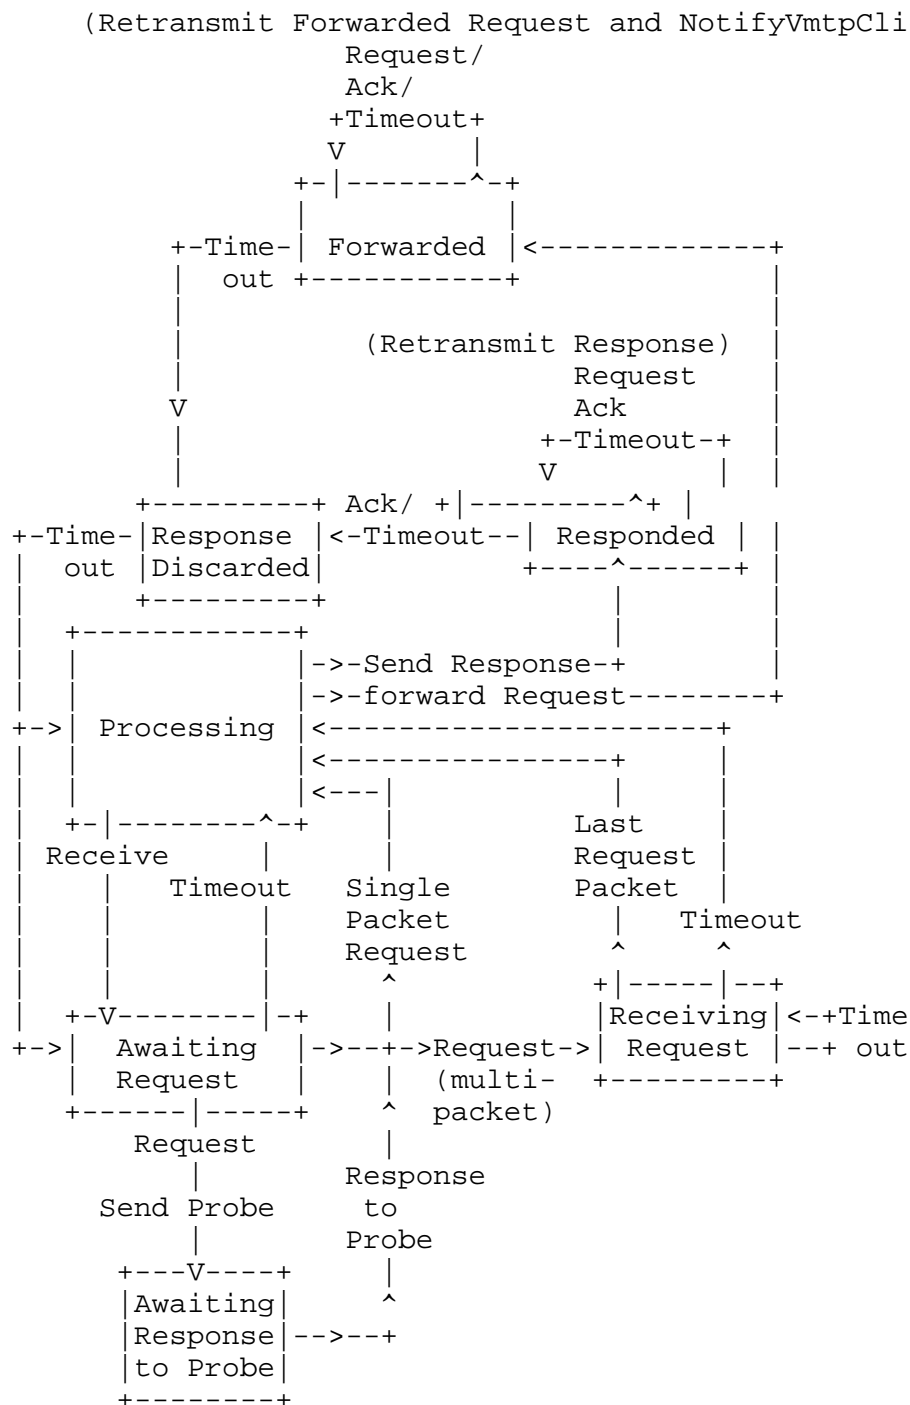 (Retransmit Forwarded Request and NotifyVmtpCli
Request/
Ack/
+Timeout+
V |
+-|-------^-+
| |
+-Time-| Forwarded |<-------------+
| out +-----------+ |
| |
| (Retransmit Response) |
| Request |
V Ack |
| +-Timeout-+ |
| V | |
+---------+ Ack/ +|---------^+ |
+-Time-|Response |<-Timeout--| Responded | |
| out |Discarded| +----^------+ |
| +---------+ | |
| +------------+ | |
| | |->-Send Response-+ |
| | |->-forward Request--------+
+->| Processing |<----------------------+
| | |<----------------+ |
| | |<---| | |
| +-|--------^-+ | Last |
| Receive | | Request |
| | Timeout Single Packet |
| | | Packet | Timeout
| | | Request ^ ^
| | | ^ +|-----|--+
| +-V--------|-+ | |Receiving|<-+Time
+->| Awaiting |->--+->Request->| Request |--+ out
| Request | | (multi- +---------+
+------|-----+ ^ packet)
Request |
| Response
Send Probe to
| Probe
+---V----+ |
|Awaiting| ^
|Response|-->--+
|to Probe|
+--------+